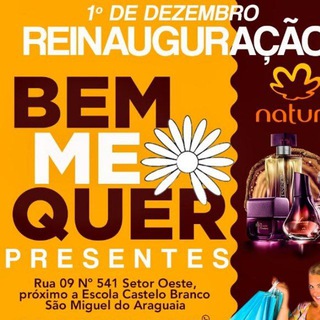 1º DE DEZEMBRO
REINAUGURAÇÃO
BEM
ME
QUER
PRESENTES
natur
Rua 09 Nº 541 Setor Oeste,
próximo a Escola Castelo Branco
São Miguel do Araguaia